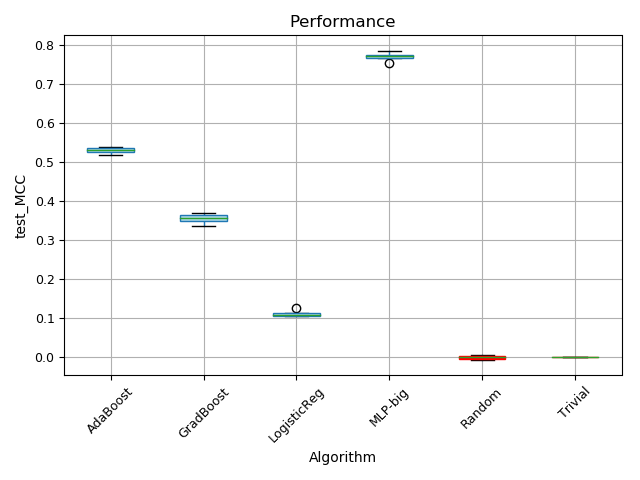 Performance
test_MCC
0.8
0.7
0.6
0.5
0.4
0.3
0.2
0.1
0.0
AdaBoost
GradBoost
LogisticReg
MLP-big
Random
Trivial
Algorithm